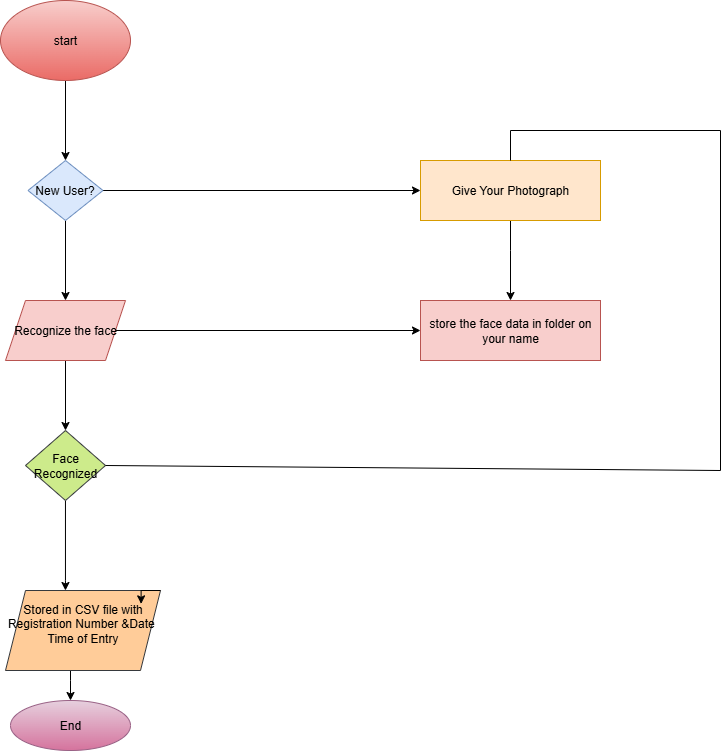 start
New User?
Give Your Photograph
Recognize the face
store the face data in folder on
your name
Face
Recognized
Stored in CSV file with
Registration Number &Date
Time of Entry
End